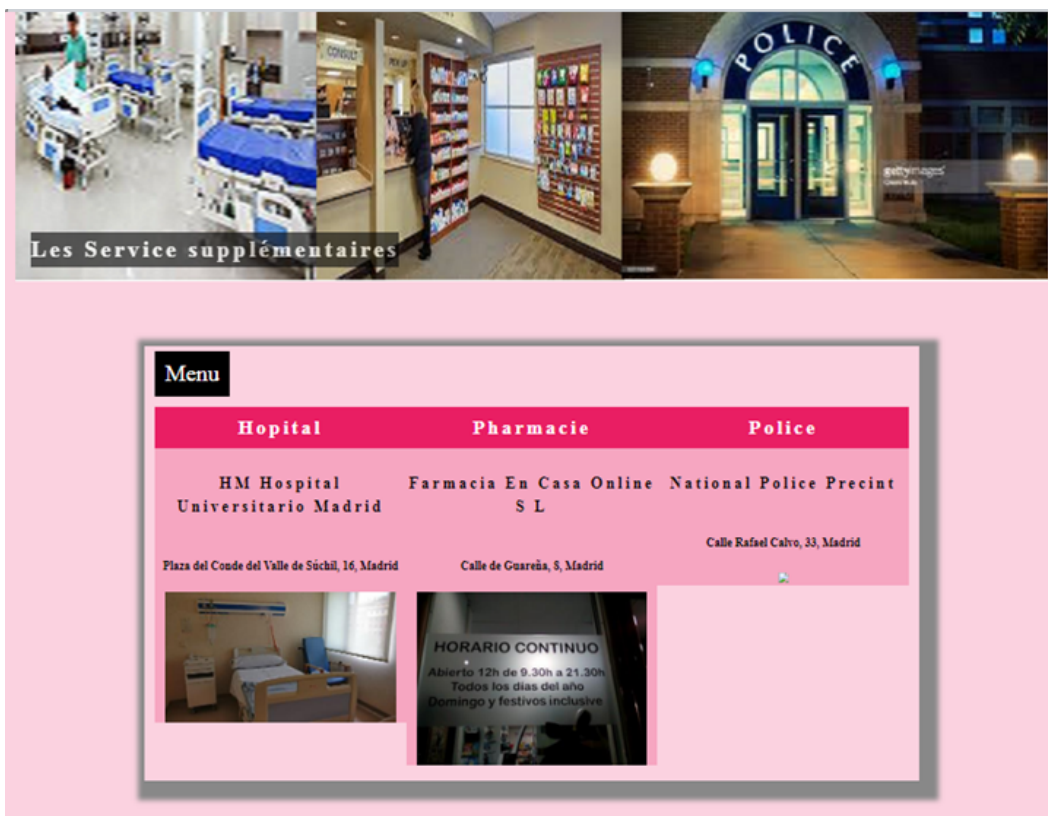 CONSULT
PICK UP
POLICE
gettyimages
Les Service supplémentaires
Menu
Hopital
Pharmacie
Police
HM Hospital
Universitario Madrid
Farmacia En Casa Online
S L
National Police Precint
Plaza del Conde del Valle de Súchil, 16, Madrid
Calle de Guareña, 8, Madrid
Calle Rafael Calvo, 33, Madrid
HORARIO CONTINUO
Abierto 12h de 9.30h a 21.30h
Todos los días del año
Domingo y festivos inclusive